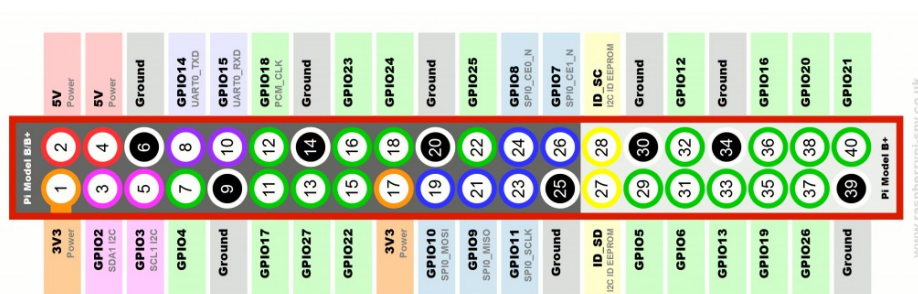 5V
Power
5V
Power
Ground
GPIO14
UART0_TXD
GPIO15
UART0_RXD
GPIO18
PCM_CLK
Ground
GPIO23
GPIO24
Ground
GPIO25
GPIO8
SPI0_CE0_N
GPIO7
SPI0_CE1_N
ID_SC
I2C ID EEPROM
Ground
GPIO12
Ground
GPIO16
GPIO20
GPIO21
Pi Model B/B+
2 4 6 8 10 12 14 16 18 20 22 24 26 28 30 32 34 36 38 40
1 3 5 7 9 11 13 15 17 19 21 23 25 27 29 31 33 35 37 39
Pi Model B+
3V3
Power
GPIO2
SDA1 I2C
GPIO3
SCL1 I2C
GPIO4
Ground
GPIO17
GPIO27
GPIO22
3V3
Power
GPIO10
SPI0_MOSI
GPIO9
SPI0_MISO
GPIO11
SPI0_SCLK
Ground
ID_SD
I2C ID EEPROM
GPIO5
GPIO6
GPIO13
GPIO19
GPIO26
Ground